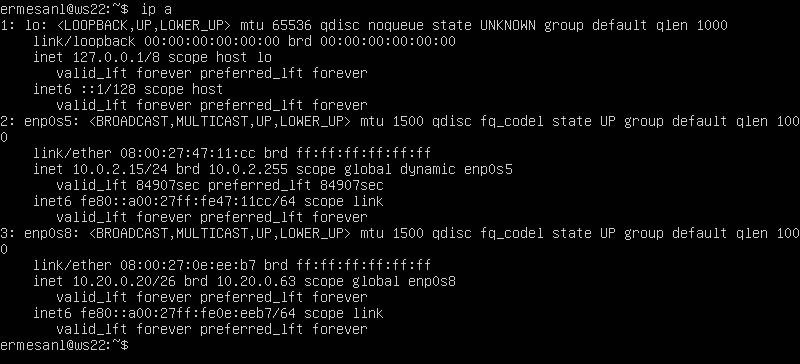 ermesanl@ws22:~$  ip a
1: lo: <LOOPBACK,UP,LOWER_UP> mtu 65536 qdisc noqueue state UNKNOWN group default qlen 1000
    link/loopback 00:00:00:00:00:00 brd 00:00:00:00:00:00
    inet 127.0.0.1/8 scope host lo
       valid_lft forever preferred_lft forever
    inet6 ::1/128 scope host
       valid_lft forever preferred_lft forever
2: enp0s5: <BROADCAST,MULTICAST,UP,LOWER_UP> mtu 1500 qdisc fq_codel state UP group default qlen 100
0
    link/ether 08:00:27:47:11:cc brd ff:ff:ff:ff:ff:ff
    inet 10.0.2.15/24 brd 10.0.2.255 scope global dynamic enp0s5
       valid_lft 84907sec preferred_lft 84907sec
    inet6 fe80::a00:27ff:fe47:11cc/64 scope link
       valid_lft forever preferred_lft forever
3: enp0s8: <BROADCAST,MULTICAST,UP,LOWER_UP> mtu 1500 qdisc fq_codel state UP group default qlen 100
0
    link/ether 08:00:27:0e:ee:b7 brd ff:ff:ff:ff:ff:ff
    inet 10.20.0.20/26 brd 10.20.0.63 scope global enp0s8
       valid_lft forever preferred_lft forever
    inet6 fe80::a00:27ff:fe0e:eeb7/64 scope link
       valid_lft forever preferred_lft forever
ermesanl@ws22:~$